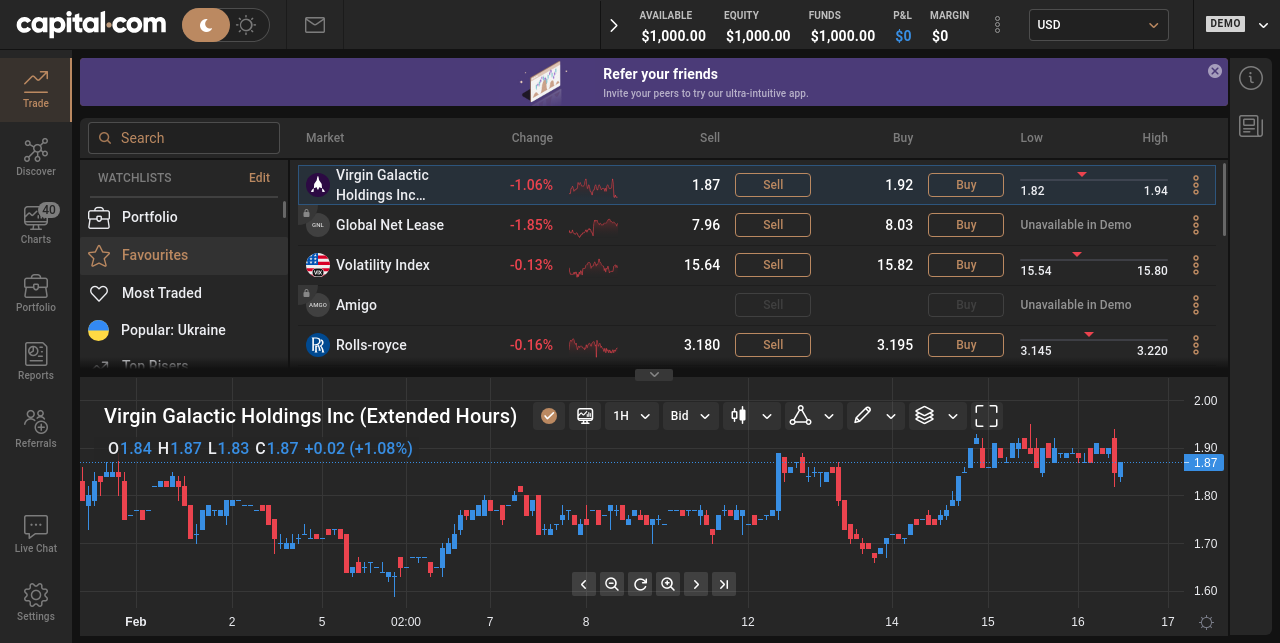 capital.com
AVAILABLE EQUITY FUNDS P&L MARGIN
$1,000.00 $1,000.00 $1,000.00 $0 $0
USD
DEMO
Trade
Discover
40
Charts
Portfolio
Reports
Referrals
Live Chat
Settings
Refer your friends
Invite your peers to try our ultra-intuitive app.
Search
WATCHLISTS Edit
Portfolio
Favourites
Most Traded
Popular: Ukraine
Top Risers
Market Change Sell Buy Low High
Virgin Galactic
Holdings Inc... -1.06% 1.87 Sell 1.92 Buy 1.82 1.94
GNL Global Net Lease -1.85% 7.96 Sell 8.03 Buy Unavailable in Demo
VIX Volatility Index -0.13% 15.64 Sell 15.82 Buy 15.54 15.80
AMIGO Amigo Sell Buy Unavailable in Demo
RR Rolls-royce -0.16% 3.180 Sell 3.195 Buy 3.145 3.220
Virgin Galactic Holdings Inc (Extended Hours) 1H Bid
O1.84 H1.87 L1.83 C1.87 +0.02 (+1.08%)
2.00
1.90
1.87
1.80
1.70
1.60
Feb 2 5 02:00 7 8 12 14 15 16 17